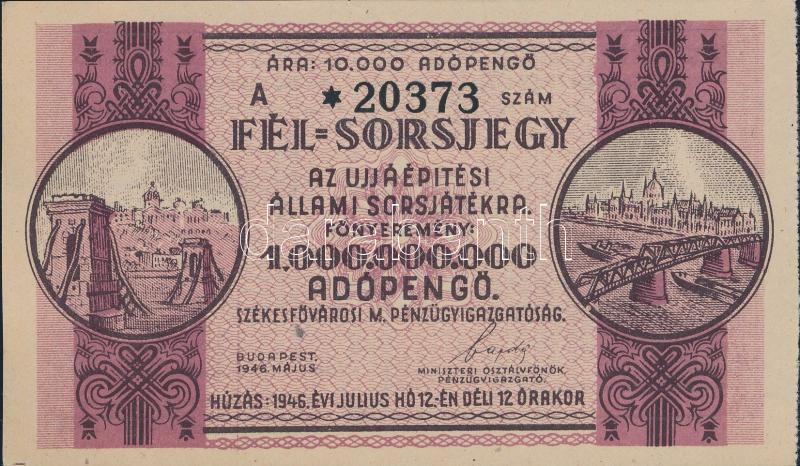 ÁRA: 10.000 ADÓPENGŐ
A ✶20373 SZÁM
FÉL=SORSJEGY
AZ UJJÁÉPITÉSI
ÁLLAMI SORSJÁTÉKRA
FŐNYEREMÉNY:
1.000.000.000
ADÓPENGŐ.
SZÉKESFŐVÁROSI M. PÉNZÜGYIGAZGATÓSÁG.
BUDAPEST,
1946. MÁJUS
MINISZTERI OSZTÁLYFŐNÖK,
PÉNZÜGYIGAZGATÓ.
HÚZÁS: 1946. ÉVI JULIUS HÓ 12-ÉN DÉLI 12 ÓRAKOR
darabanth